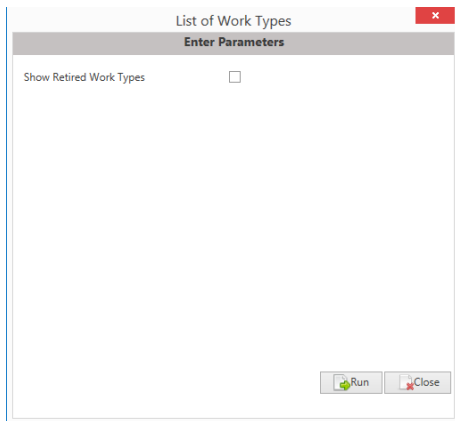 List of Work Types
Enter Parameters
Show Retired Work Types
Run Close